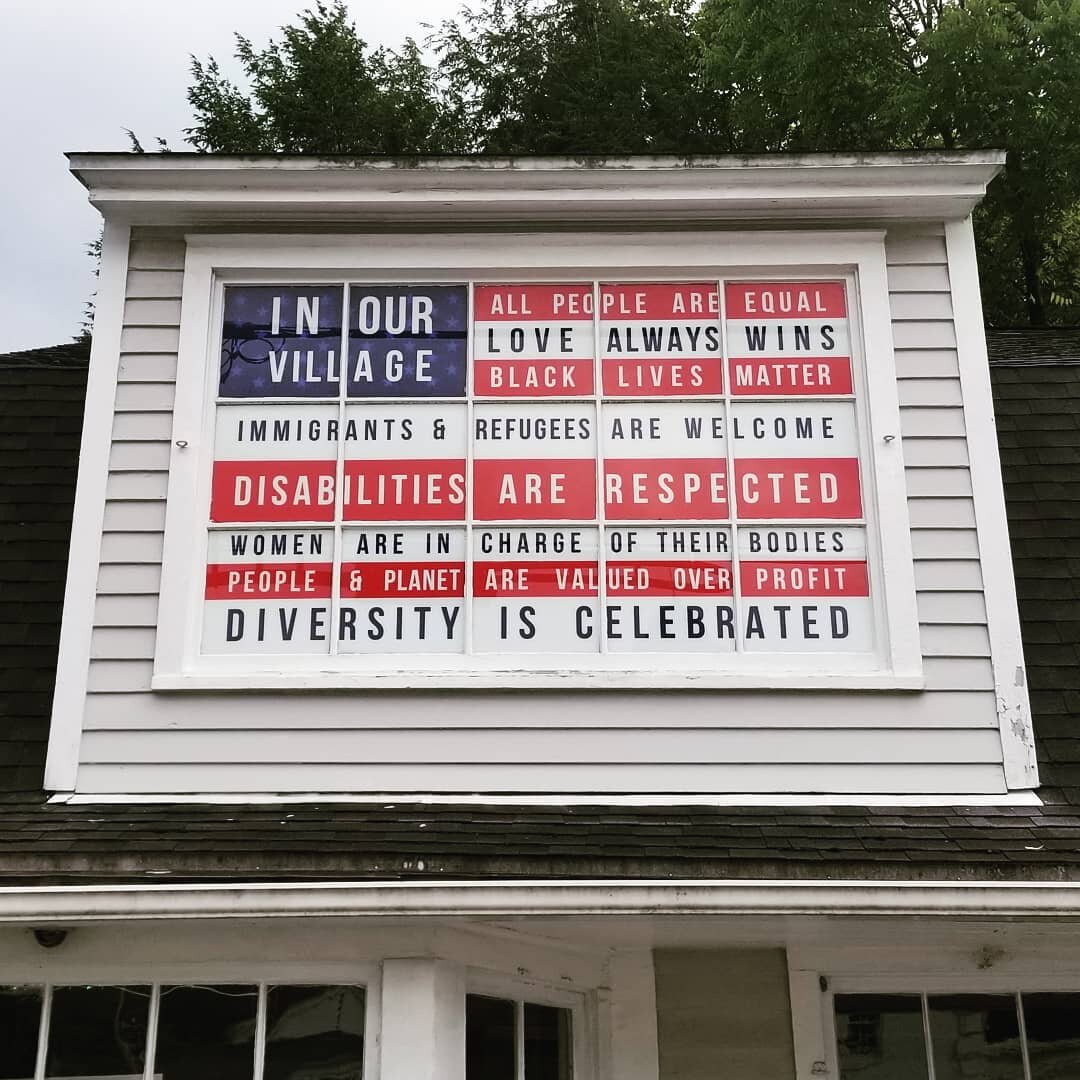 IN OUR
VILLAGE
ALL PEOPLE ARE EQUAL
LOVE ALWAYS WINS
BLACK LIVES MATTER
IMMIGRANTS & REFUGEES ARE WELCOME
DISABILITIES ARE RESPECTED
WOMEN ARE IN CHARGE OF THEIR BODIES
PEOPLE & PLANET ARE VALUED OVER PROFIT
DIVERSITY IS CELEBRATED